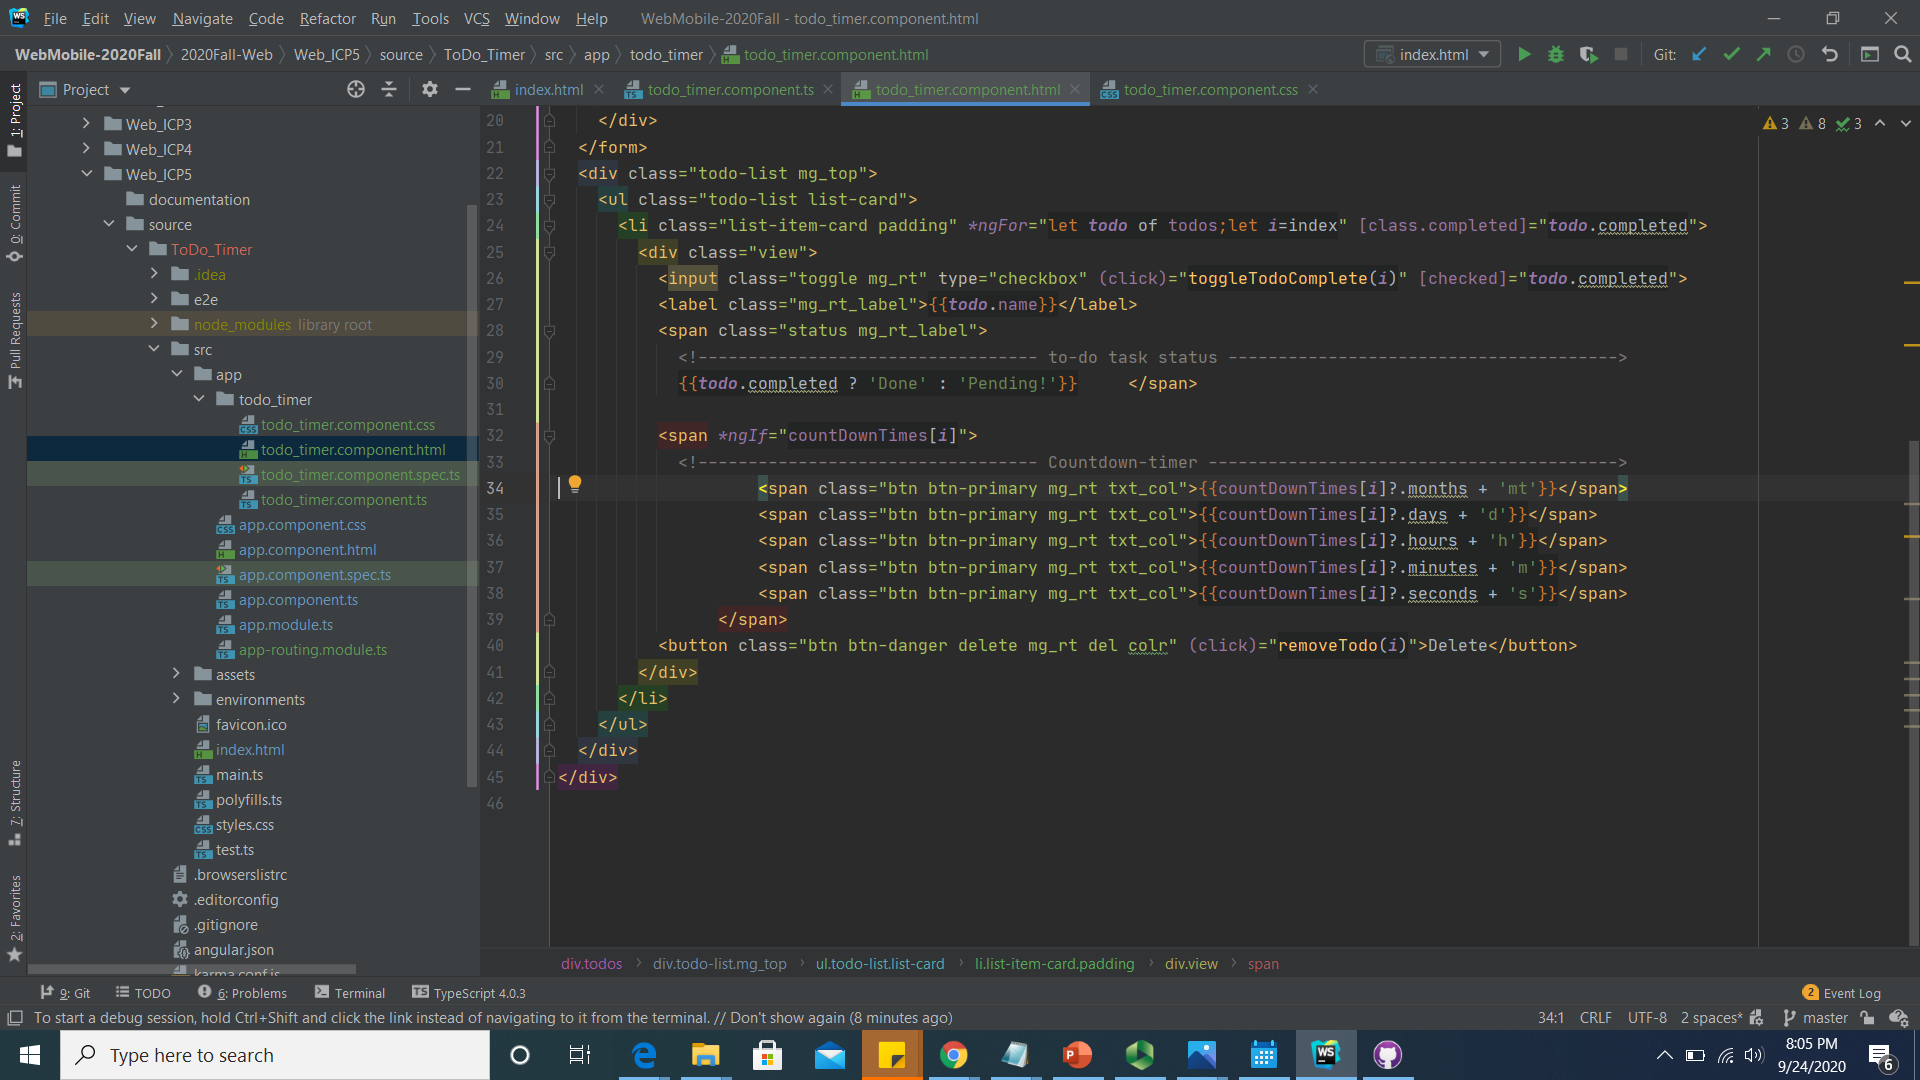 File Edit View Navigate Code Refactor Run Tools VCS Window Help WebMobile-2020Fall - todo_timer.component.html
WebMobile-2020Fall 2020Fall-Web Web_ICP5 source ToDo_Timer src app todo_timer todo_timer.component.html index.html Git:
Project index.html todo_timer.component.ts todo_timer.component.html todo_timer.component.css
1: Project
0: Commit
Pull Requests
7: Structure
2: Favorites
Web_ICP3
Web_ICP4
Web_ICP5
documentation
source
ToDo_Timer
.idea
e2e
node_modules library root
src
app
todo_timer
todo_timer.component.css
todo_timer.component.html
todo_timer.component.spec.ts
todo_timer.component.ts
app.component.css
app.component.html
app.component.spec.ts
app.component.ts
app.module.ts
app-routing.module.ts
assets
environments
favicon.ico
index.html
main.ts
polyfills.ts
styles.css
test.ts
.browserslistrc
.editorconfig
.gitignore
angular.json
karma.conf.js
3 8 3
20 </div>
21 </form>
22 <div class="todo-list mg_top">
23 <ul class="todo-list list-card">
24 <li class="list-item-card padding" *ngFor="let todo of todos;let i=index" [class.completed]="todo.completed">
25 <div class="view">
26 <input class="toggle mg_rt" type="checkbox" (click)="toggleTodoComplete(i)" [checked]="todo.completed">
27 <label class="mg_rt_label">{{todo.name}}</label>
28 <span class="status mg_rt_label">
29 <!---------------------------------- to-do task status --------------------------------------->
30 {{todo.completed ? 'Done' : 'Pending!'}} </span>
31
32 <span *ngIf="countDownTimes[i]">
33 <!---------------------------------- Countdown-timer ----------------------------------------->
34 <span class="btn btn-primary mg_rt txt_col">{{countDownTimes[i]?.months + 'mt'}}</span>
35 <span class="btn btn-primary mg_rt txt_col">{{countDownTimes[i]?.days + 'd'}}</span>
36 <span class="btn btn-primary mg_rt txt_col">{{countDownTimes[i]?.hours + 'h'}}</span>
37 <span class="btn btn-primary mg_rt txt_col">{{countDownTimes[i]?.minutes + 'm'}}</span>
38 <span class="btn btn-primary mg_rt txt_col">{{countDownTimes[i]?.seconds + 's'}}</span>
39 </span>
40 <button class="btn btn-danger delete mg_rt del colr" (click)="removeTodo(i)">Delete</button>
41 </div>
42 </li>
43 </ul>
44 </div>
45 </div>
46
div.todos div.todo-list.mg_top ul.todo-list.list-card li.list-item-card.padding div.view span
9: Git TODO 6: Problems Terminal TypeScript 4.0.3 2 Event Log
To start a debug session, hold Ctrl+Shift and click the link instead of navigating to it from the terminal. // Don't show again (8 minutes ago) 34:1 CRLF UTF-8 2 spaces* master
Type here to search
8:05 PM
9/24/2020
6